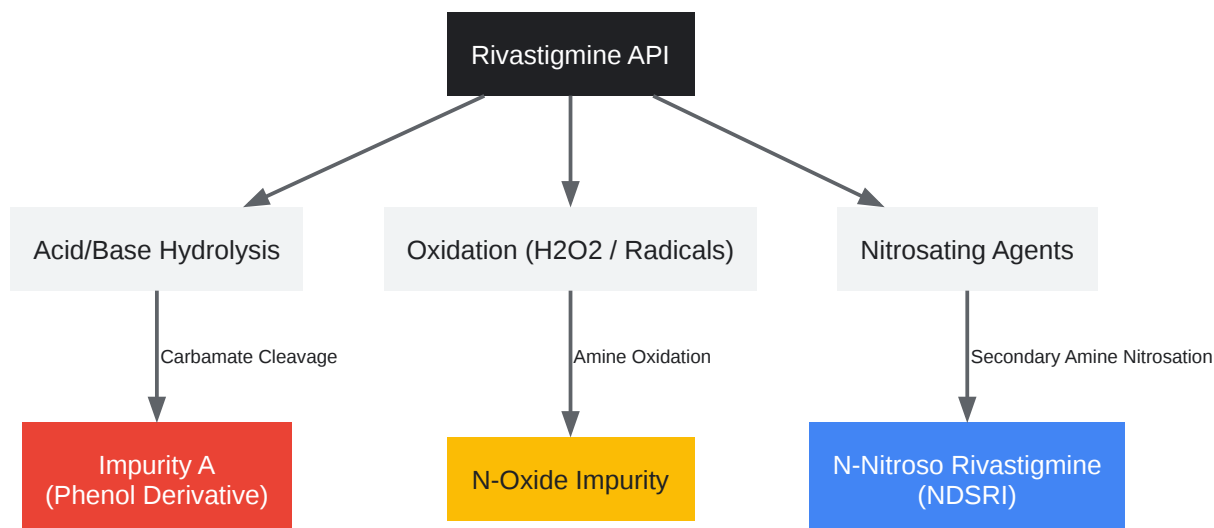 Rivastigmine API
Acid/Base Hydrolysis
Oxidation (H2O2 / Radicals)
Nitrosating Agents
Carbamate Cleavage
Amine Oxidation
Secondary Amine Nitrosation
Impurity A
(Phenol Derivative)
N-Oxide Impurity
N-Nitroso Rivastigmine
(NDSRI)